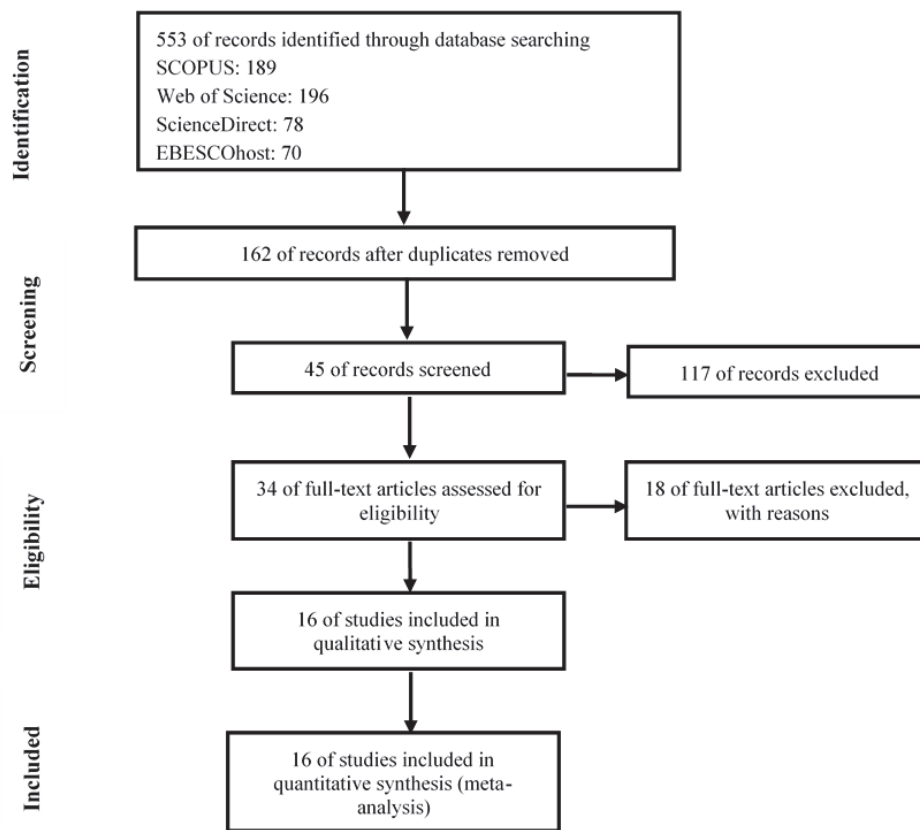 Identification
553 of records identified through database searching
SCOPUS: 189
Web of Science: 196
ScienceDirect: 78
EBESCOhost: 70
162 of records after duplicates removed
Screening
45 of records screened
117 of records excluded
Eligibility
34 of full-text articles assessed for
eligibility
18 of full-text articles excluded,
with reasons
16 of studies included in
qualitative synthesis
Included
16 of studies included in
quantitative synthesis (meta-
analysis)